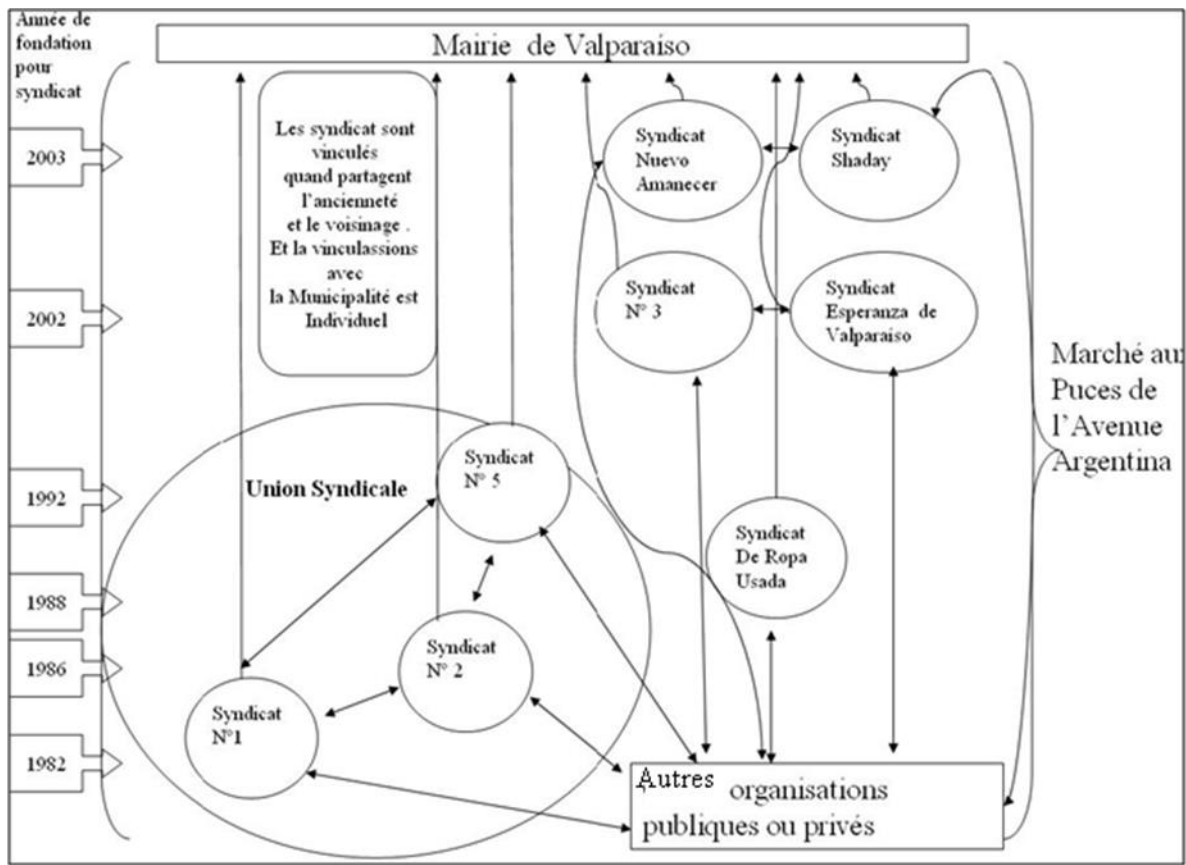 Année de
fondation
pour
syndicat
Mairie de Valparaiso
2003
2002
1992
1988
1986
1982
Les syndicat sont
vinculés
quand partagent
l'ancienneté
et le voisinage .
Et la vinculassions
avec
la Municipalité est
Individuel
Syndicat
Nuevo
Amanecer
Syndicat
Shaday
Syndicat
N° 3
Syndicat
Esperanza de
Valparaiso
Marché aux
Puces de
l'Avenue
Argentina
Union Syndicale
Syndicat
N° 5
Syndicat
De Ropa
Usada
Syndicat
N° 2
Syndicat
N°1
Autres organisations
publiques ou privés